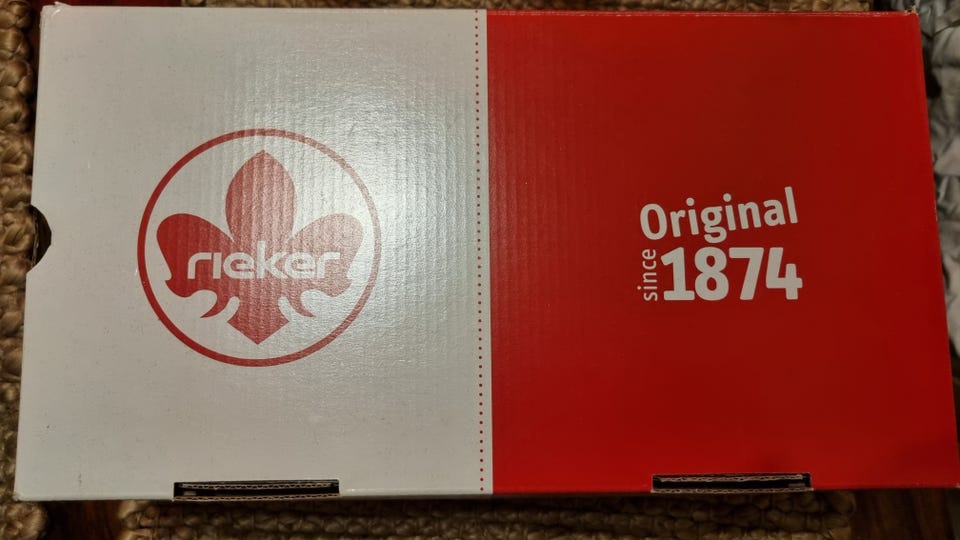 rieker
Original
since 1874